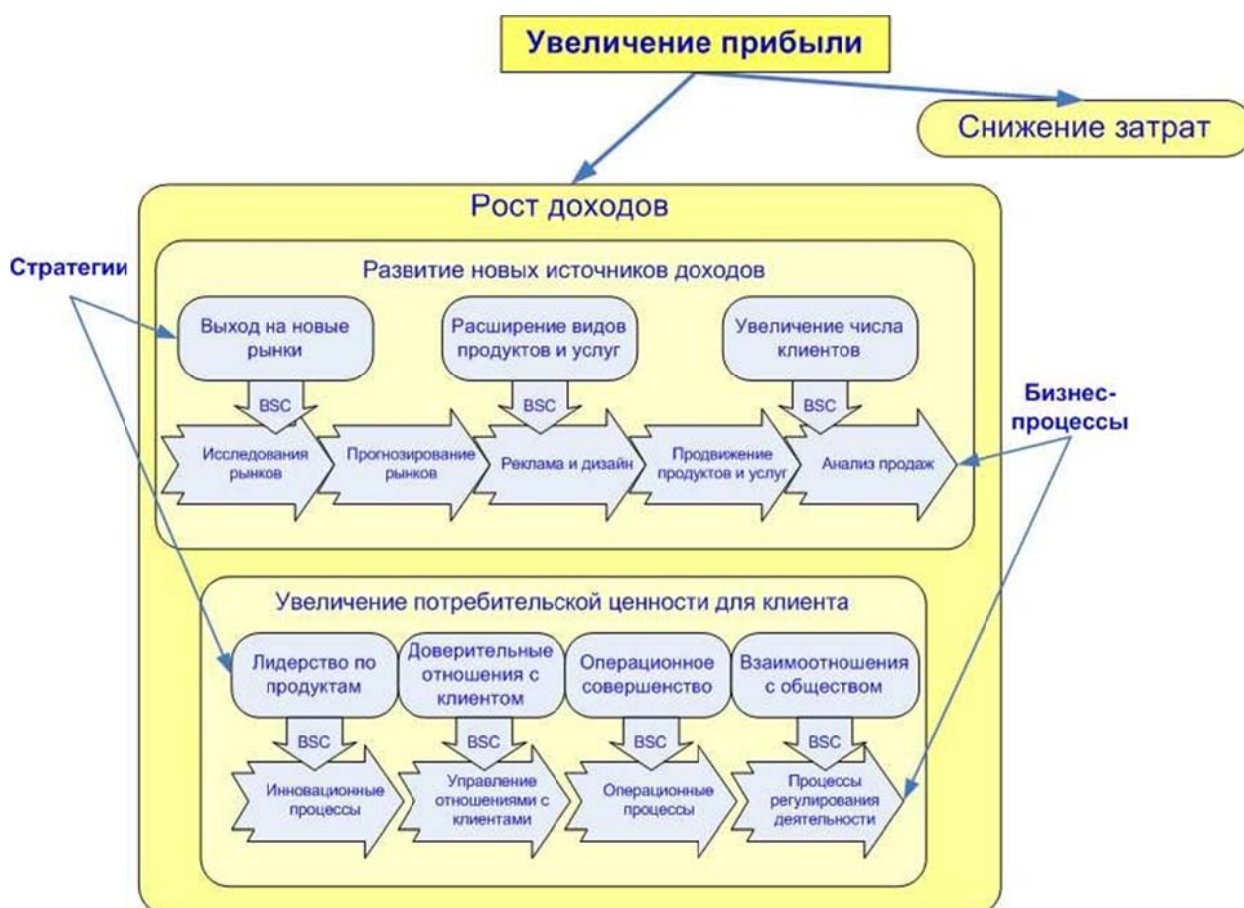 Увеличение прибыли
Снижение затрат
Рост доходов
Стратегии
Развитие новых источников доходов
Выход на новые
рынки
Расширение видов
продуктов и услуг
Увеличение числа
клиентов
BSC
BSC
BSC
Бизнес-
процессы
Исследования
рынков
Прогнозирование
рынков
Реклама и дизайн
Продвижение
продуктов и услуг
Анализ продаж
Увеличение потребительской ценности для клиента
Лидерство по
продуктам
Доверительные
отношения с
клиентом
Операционное
совершенство
Взаимоотношения
с обществом
BSC
BSC
BSC
BSC
Инновационные
процессы
Управление
отношениями с
клиентами
Операционные
процессы
Процессы
регулирования
деятельности